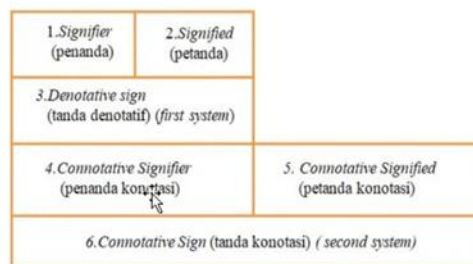 1.Signifier
(penanda)
2.Signified
(petanda)
3.Denotative sign
(tanda denotatif) (first system)
4.Connotative Signifier
(penanda konotasi)
5. Connotative Signified
(petanda konotasi)
6.Connotative Sign (tanda konotasi) ( second system)